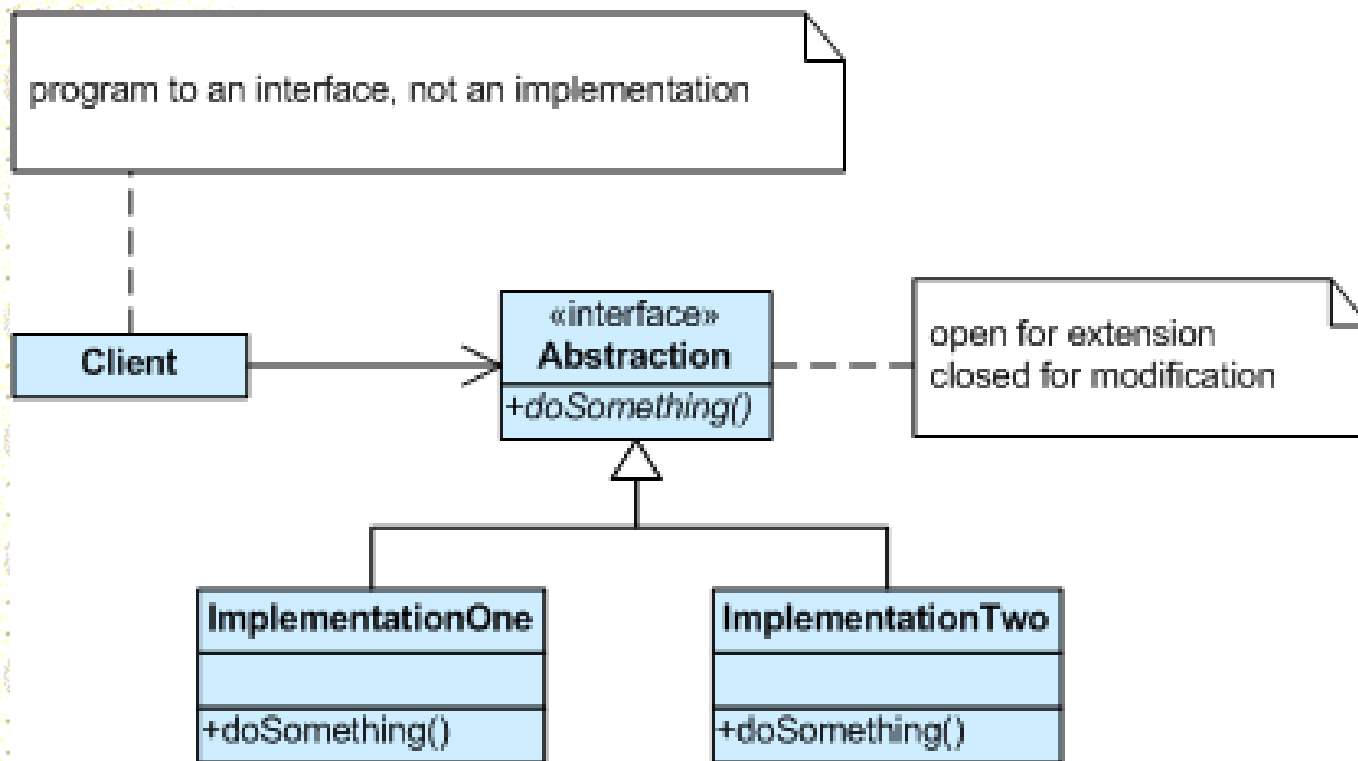 program to an interface, not an implementation
Client
«interface»
Abstraction
+doSomething()
open for extension
closed for modification
ImplementationOne
+doSomething()
ImplementationTwo
+doSomething()